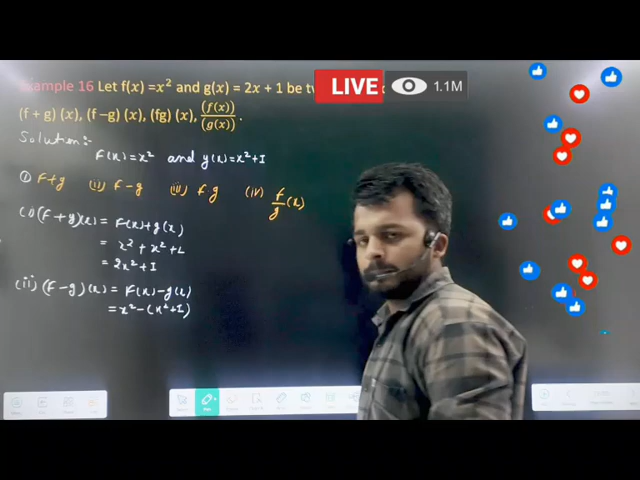 LIVE 1.1M
Example 16 Let f(x) =x² and g(x) = 2x + 1 be
(f + g) (x), (f –g) (x), (fg) (x), (f(x))/(g(x)) .
Solution:-
F(x)=x² and g(x)=x²+1
① F+g (ii) F-g (iii) f.g (iv) f/g (x)
(i) (F+g)(x) = F(x)+g(x)
= x² + x²+1
= 2x²+1
(ii) (F-g)(x) = F(x)-g(x)
= x²-(x²+1)